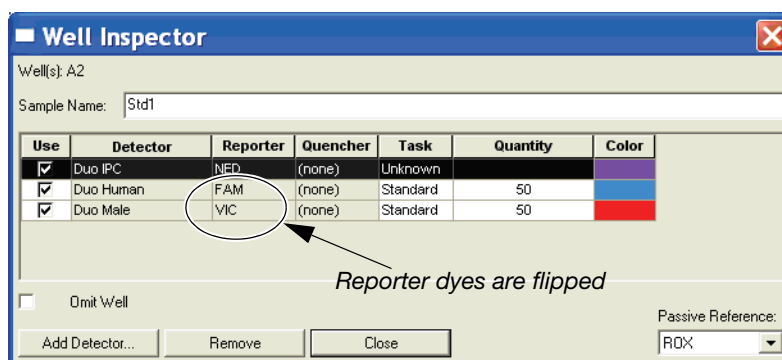 Well Inspector
Well(s): A2
Sample Name: Std1
Use Detector Reporter Quencher Task Quantity Color
Duo IPC NED (none) Unknown
Duo Human FAM (none) Standard 50
Duo Male VIC (none) Standard 50
Reporter dyes are flipped
Omit Well
Passive Reference:
Add Detector... Remove Close ROX